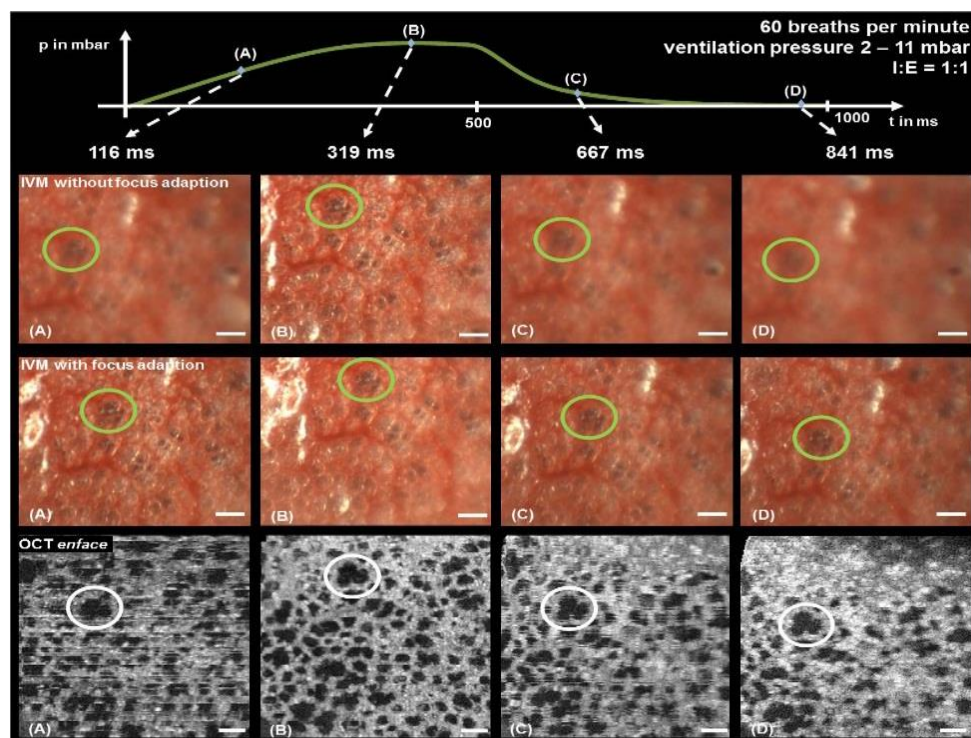 60 breaths per minute
ventilation pressure 2 – 11 mbar
I:E = 1:1
p in mbar
(A)
(B)
(C)
(D)
500
1000
t in ms
116 ms
319 ms
667 ms
841 ms
IVM without focus adaption
(A)
(B)
(C)
(D)
IVM with focus adaption
(A)
(B)
(C)
(D)
OCT enface
(A)
(B)
(C)
(D)